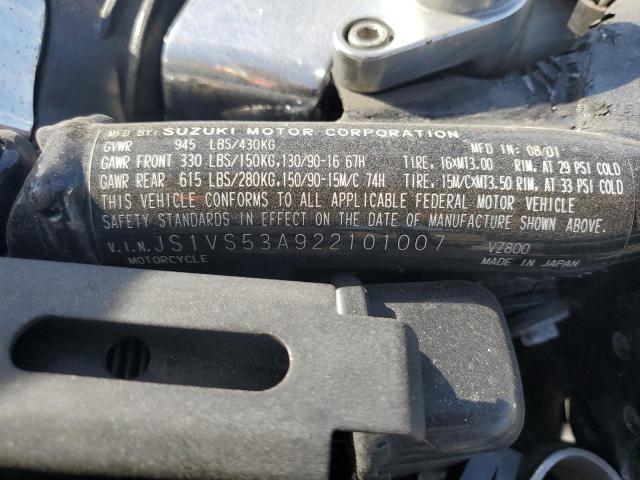 MFD BY: SUZUKI MOTOR CORPORATION
GVWR 945 LBS/430KG MFD IN: 08/01
GAWR FRONT 330 LBS/150KG,130/90-16 67H TIRE, 16XMT3.00 RIM, AT 29 PSI COLD
GAWR REAR 615 LBS/280KG,150/90-15M/C 74H TIRE, 15M/CXMT3.50 RIM, AT 33 PSI COLD
THIS VEHICLE CONFORMS TO ALL APPLICABLE FEDERAL MOTOR VEHICLE
SAFETY STANDARDS IN EFFECT ON THE DATE OF MANUFACTURE SHOWN ABOVE.
V.I.N. JS1VS53A922101007 VZ800
MOTORCYCLE MADE IN JAPAN